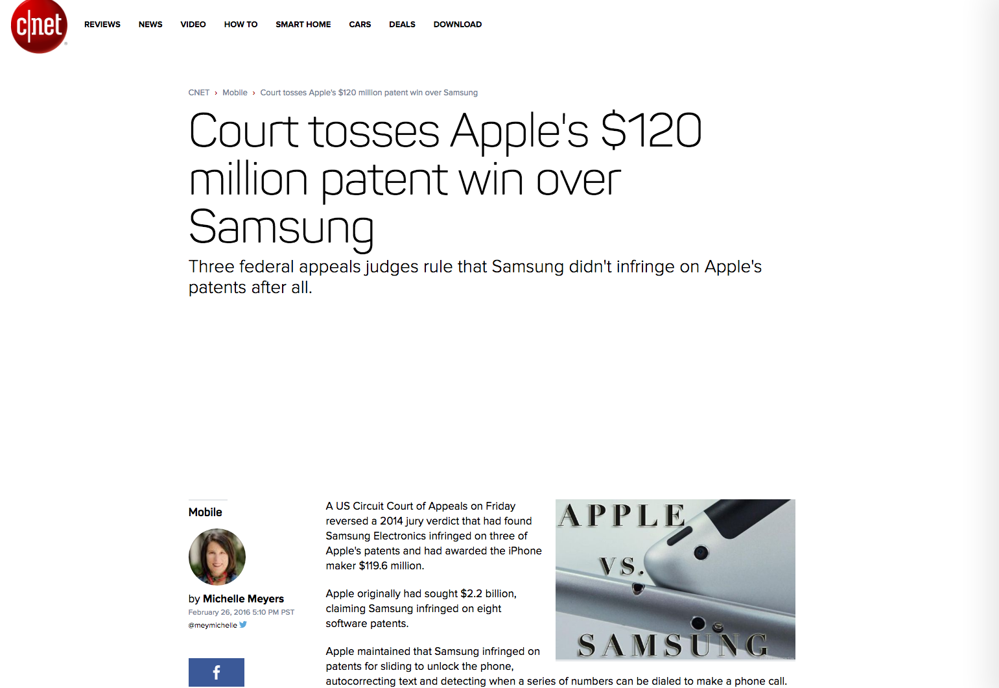 c|net
REVIEWS NEWS VIDEO HOW TO SMART HOME CARS DEALS DOWNLOAD
CNET › Mobile › Court tosses Apple's $120 million patent win over Samsung
Court tosses Apple's $120
million patent win over
Samsung
Three federal appeals judges rule that Samsung didn't infringe on Apple's
patents after all.
Mobile
by Michelle Meyers
February 26, 2016 5:10 PM PST
@meymichelle
f
A US Circuit Court of Appeals on Friday
reversed a 2014 jury verdict that had found
Samsung Electronics infringed on three of
Apple's patents and had awarded the iPhone
maker $119.6 million.
Apple originally had sought $2.2 billion,
claiming Samsung infringed on eight
software patents.
Apple maintained that Samsung infringed on
patents for sliding to unlock the phone,
autocorrecting text and detecting when a series of numbers can be dialed to make a phone call.
APPLE
VS.
SAMSUNG